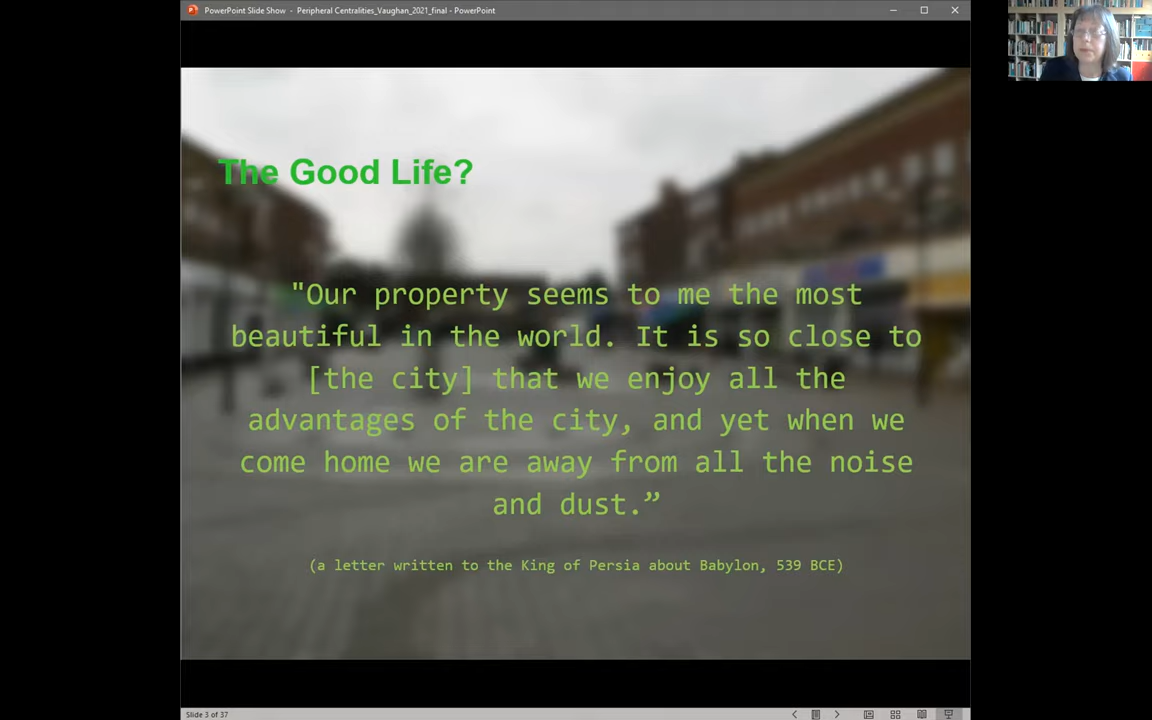 PowerPoint Slide Show - Peripheral Centralities_Vaughan_2021_final - PowerPoint
The Good Life?
"Our property seems to me the most
beautiful in the world. It is so close to
[the city] that we enjoy all the
advantages of the city, and yet when we
come home we are away from all the noise
and dust.”
(a letter written to the King of Persia about Babylon, 539 BCE)
Slide 3 of 37